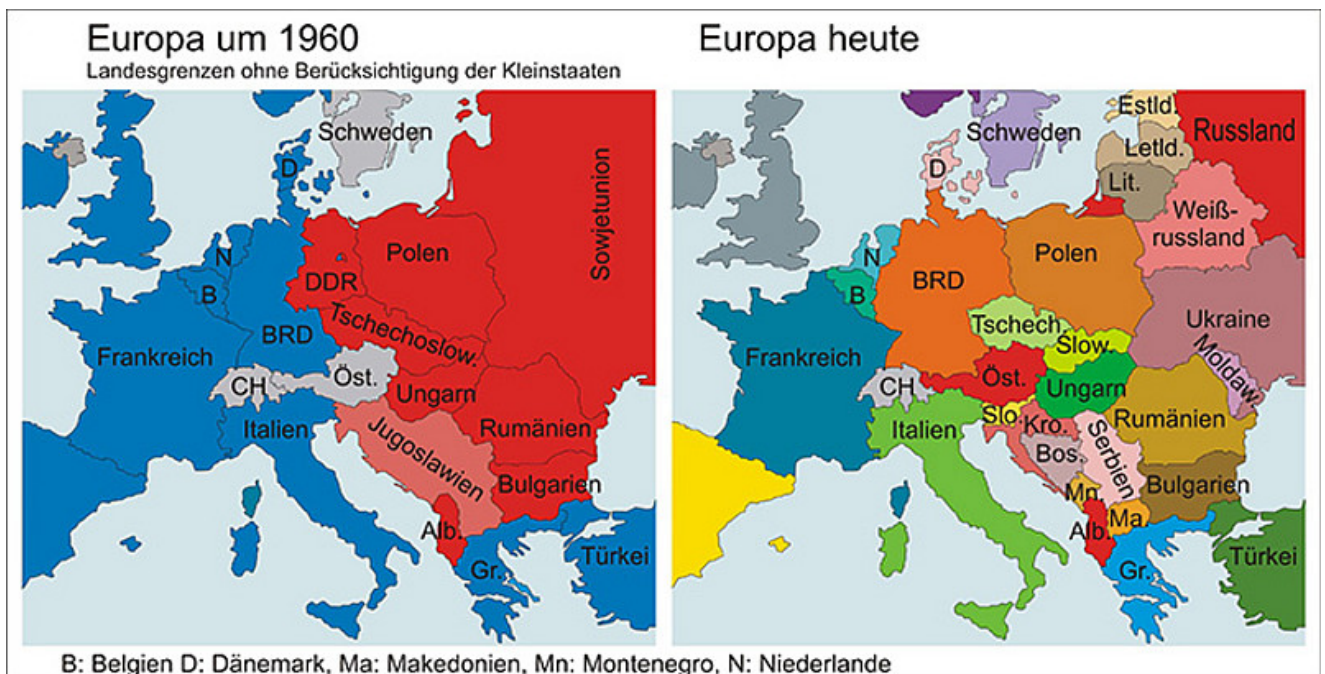 Europa um 1960
Landesgrenzen ohne Berücksichtigung der Kleinstaaten
Schweden
D
Sowjetunion
N
B
DDR
Polen
BRD
Tschechoslow.
Frankreich
CH
Öst.
Ungarn
Italien
Rumänien
Jugoslawien
Bulgarien
Alb.
Gr.
Türkei
Europa heute
Estld.
Schweden
Russland
Letld.
D
Lit.
Weiß-
russland
N
B
BRD
Polen
Tschech.
Ukraine
Frankreich
Slow.
Moldaw.
CH
Öst.
Ungarn
Slo.
Italien
Kro.
Rumänien
Bos.
Serbien
Mn.
Bulgarien
Ma.
Alb.
Gr.
Türkei
B: Belgien D: Dänemark, Ma: Makedonien, Mn: Montenegro, N: Niederlande